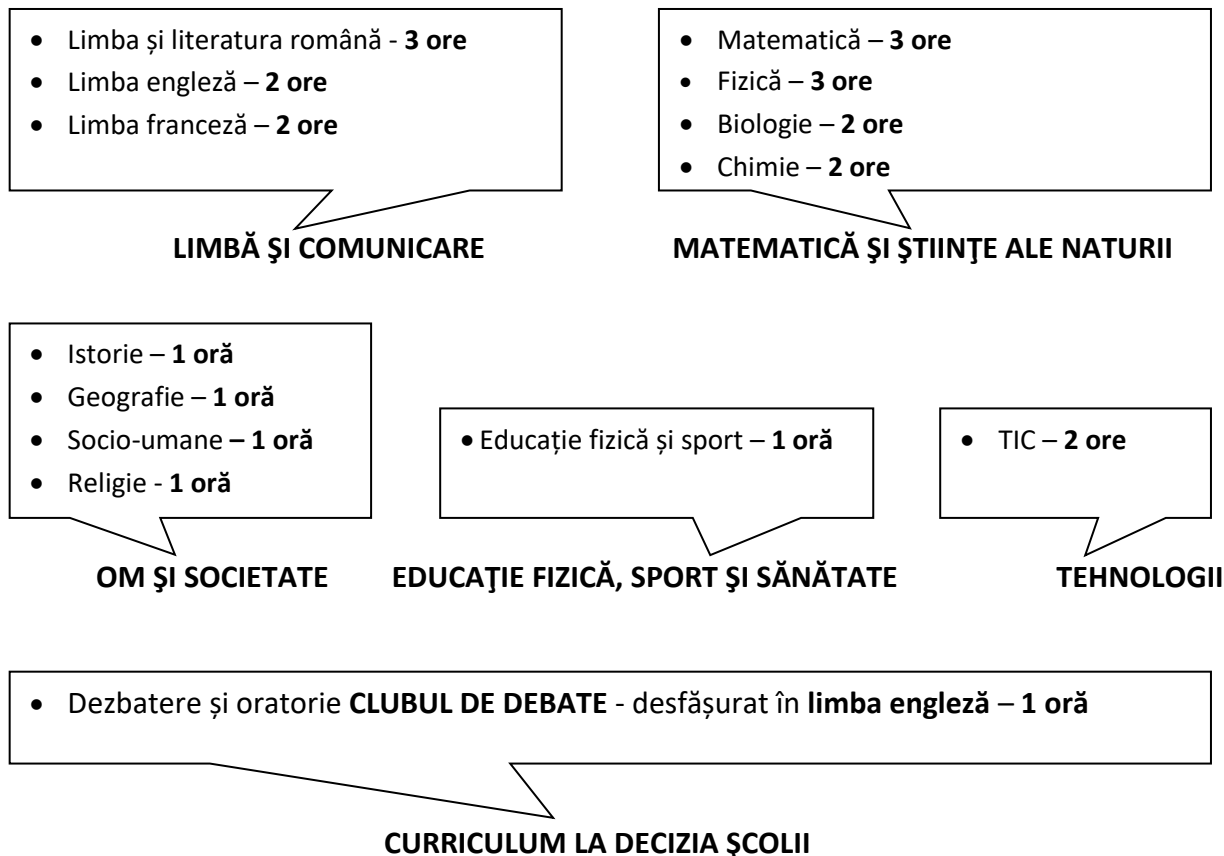 • Limba și literatura română - 3 ore
• Limba engleză – 2 ore
• Limba franceză – 2 ore
LIMBĂ ŞI COMUNICARE
• Matematică – 3 ore
• Fizică – 3 ore
• Biologie – 2 ore
• Chimie – 2 ore
MATEMATICĂ ŞI ŞTIINŢE ALE NATURII
• Istorie – 1 oră
• Geografie – 1 oră
• Socio-umane – 1 oră
• Religie - 1 oră
OM ŞI SOCIETATE
• Educație fizică și sport – 1 oră
EDUCAŢIE FIZICĂ, SPORT ŞI SĂNĂTATE
• TIC – 2 ore
TEHNOLOGII
• Dezbatere și oratorie CLUBUL DE DEBATE - desfășurat în limba engleză – 1 oră
CURRICULUM LA DECIZIA ŞCOLII